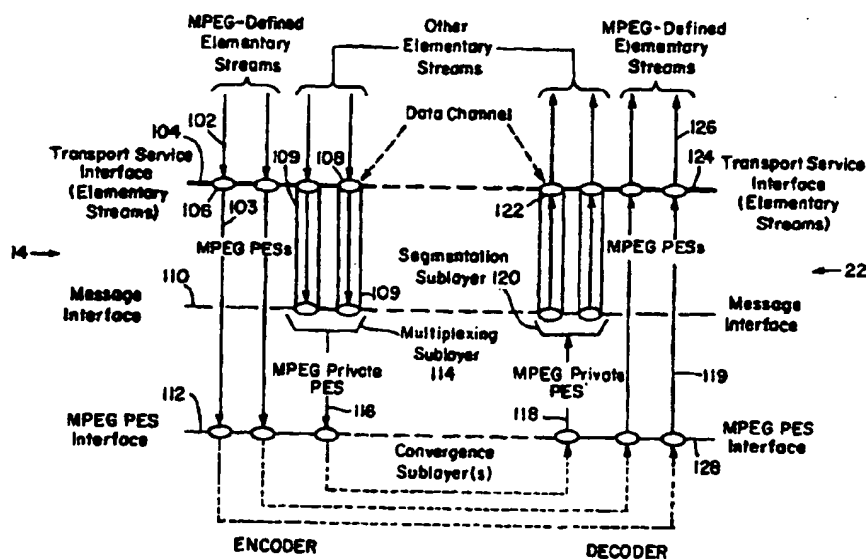 MPEG-Defined
Elementary
Streams
Other
Elementary
Streams
MPEG-Defined
Elementary
Streams
102
104
109
108
Data Channel
126
124
Transport Service
Interface
(Elementary
Streams)
106
103
122
Transport Service
Interface
(Elementary
Streams)
14
MPEG PESs
Segmentation
Sublayer 120
MPEG PESs
22
110
109
Message
Interface
Message
Interface
Multiplexing
Sublayer
114
MPEG Private
PES
MPEG Private
PES
119
112
116
118
MPEG PES
Interface
MPEG PES
Interface
Convergence
Sublayer(s)
128
ENCODER
DECODER